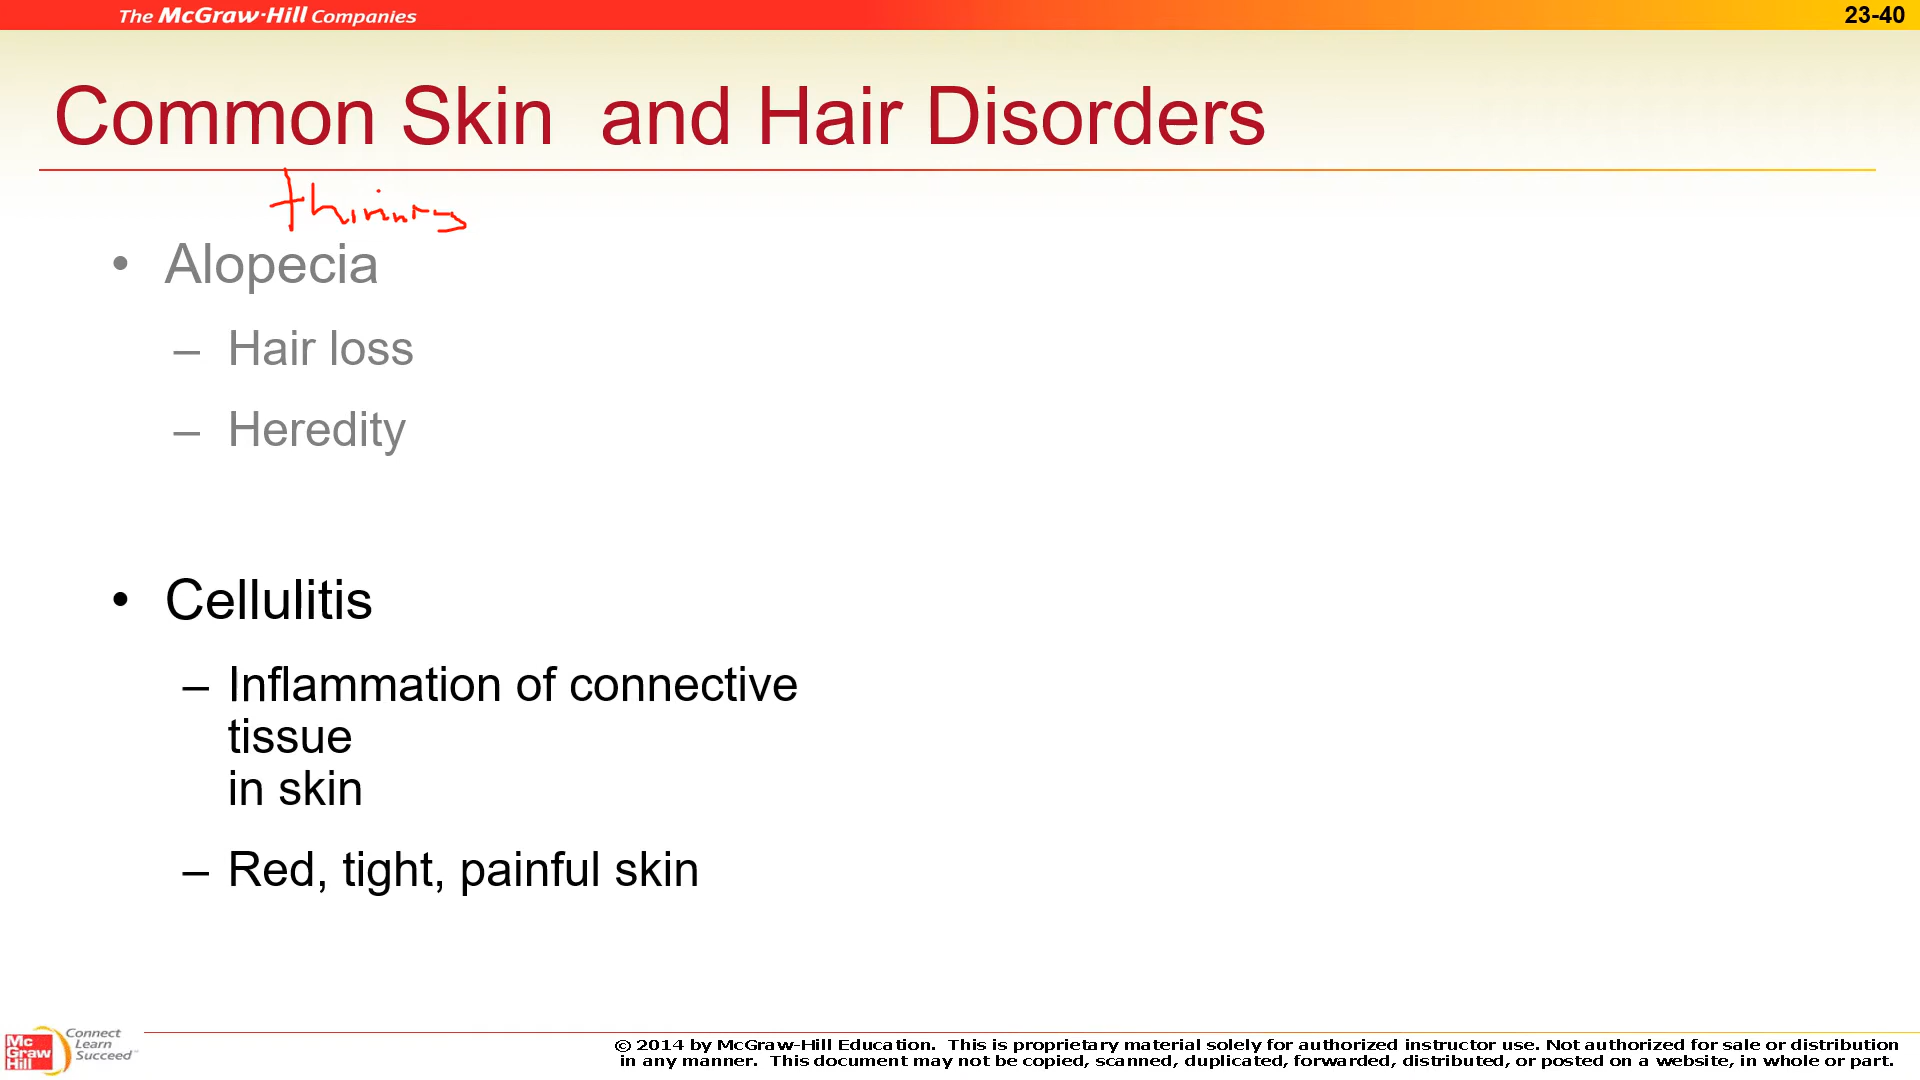 The McGraw-Hill Companies
23-40
Common Skin and Hair Disorders
thinning
• Alopecia
– Hair loss
– Heredity
• Cellulitis
– Inflammation of connective
tissue
in skin
– Red, tight, painful skin
Mc
Graw
Hill
Connect
Learn
Succeed™
© 2014 by McGraw-Hill Education. This is proprietary material solely for authorized instructor use. Not authorized for sale or distribution
in any manner. This document may not be copied, scanned, duplicated, forwarded, distributed, or posted on a website, in whole or part.